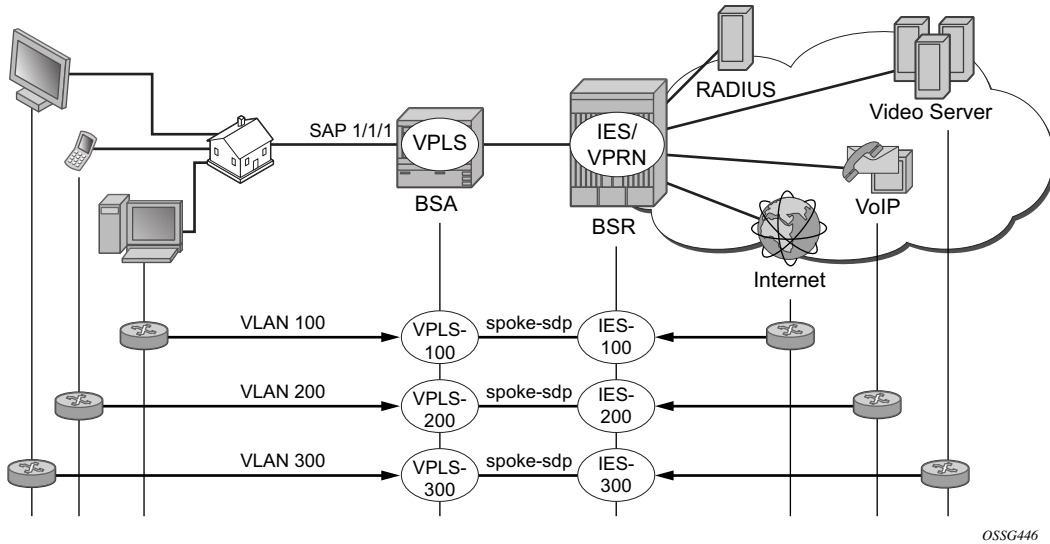 RADIUS
Video Server
SAP 1/1/1
VPLS
IES/
VPRN
BSA
BSR
VoIP
Internet
VLAN 100
VPLS-
100
spoke-sdp
IES-
100
VLAN 200
VPLS-
200
spoke-sdp
IES-
200
VLAN 300
VPLS-
300
spoke-sdp
IES-
300
OSSG446